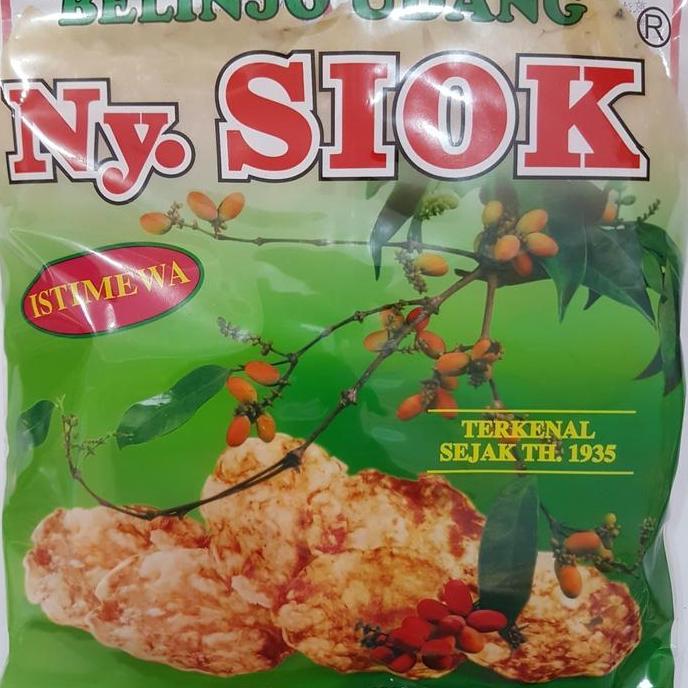 BELINJO UDANG
®
Ny. SIOK
ISTIMEWA
TERKENAL
SEJAK TH. 1935